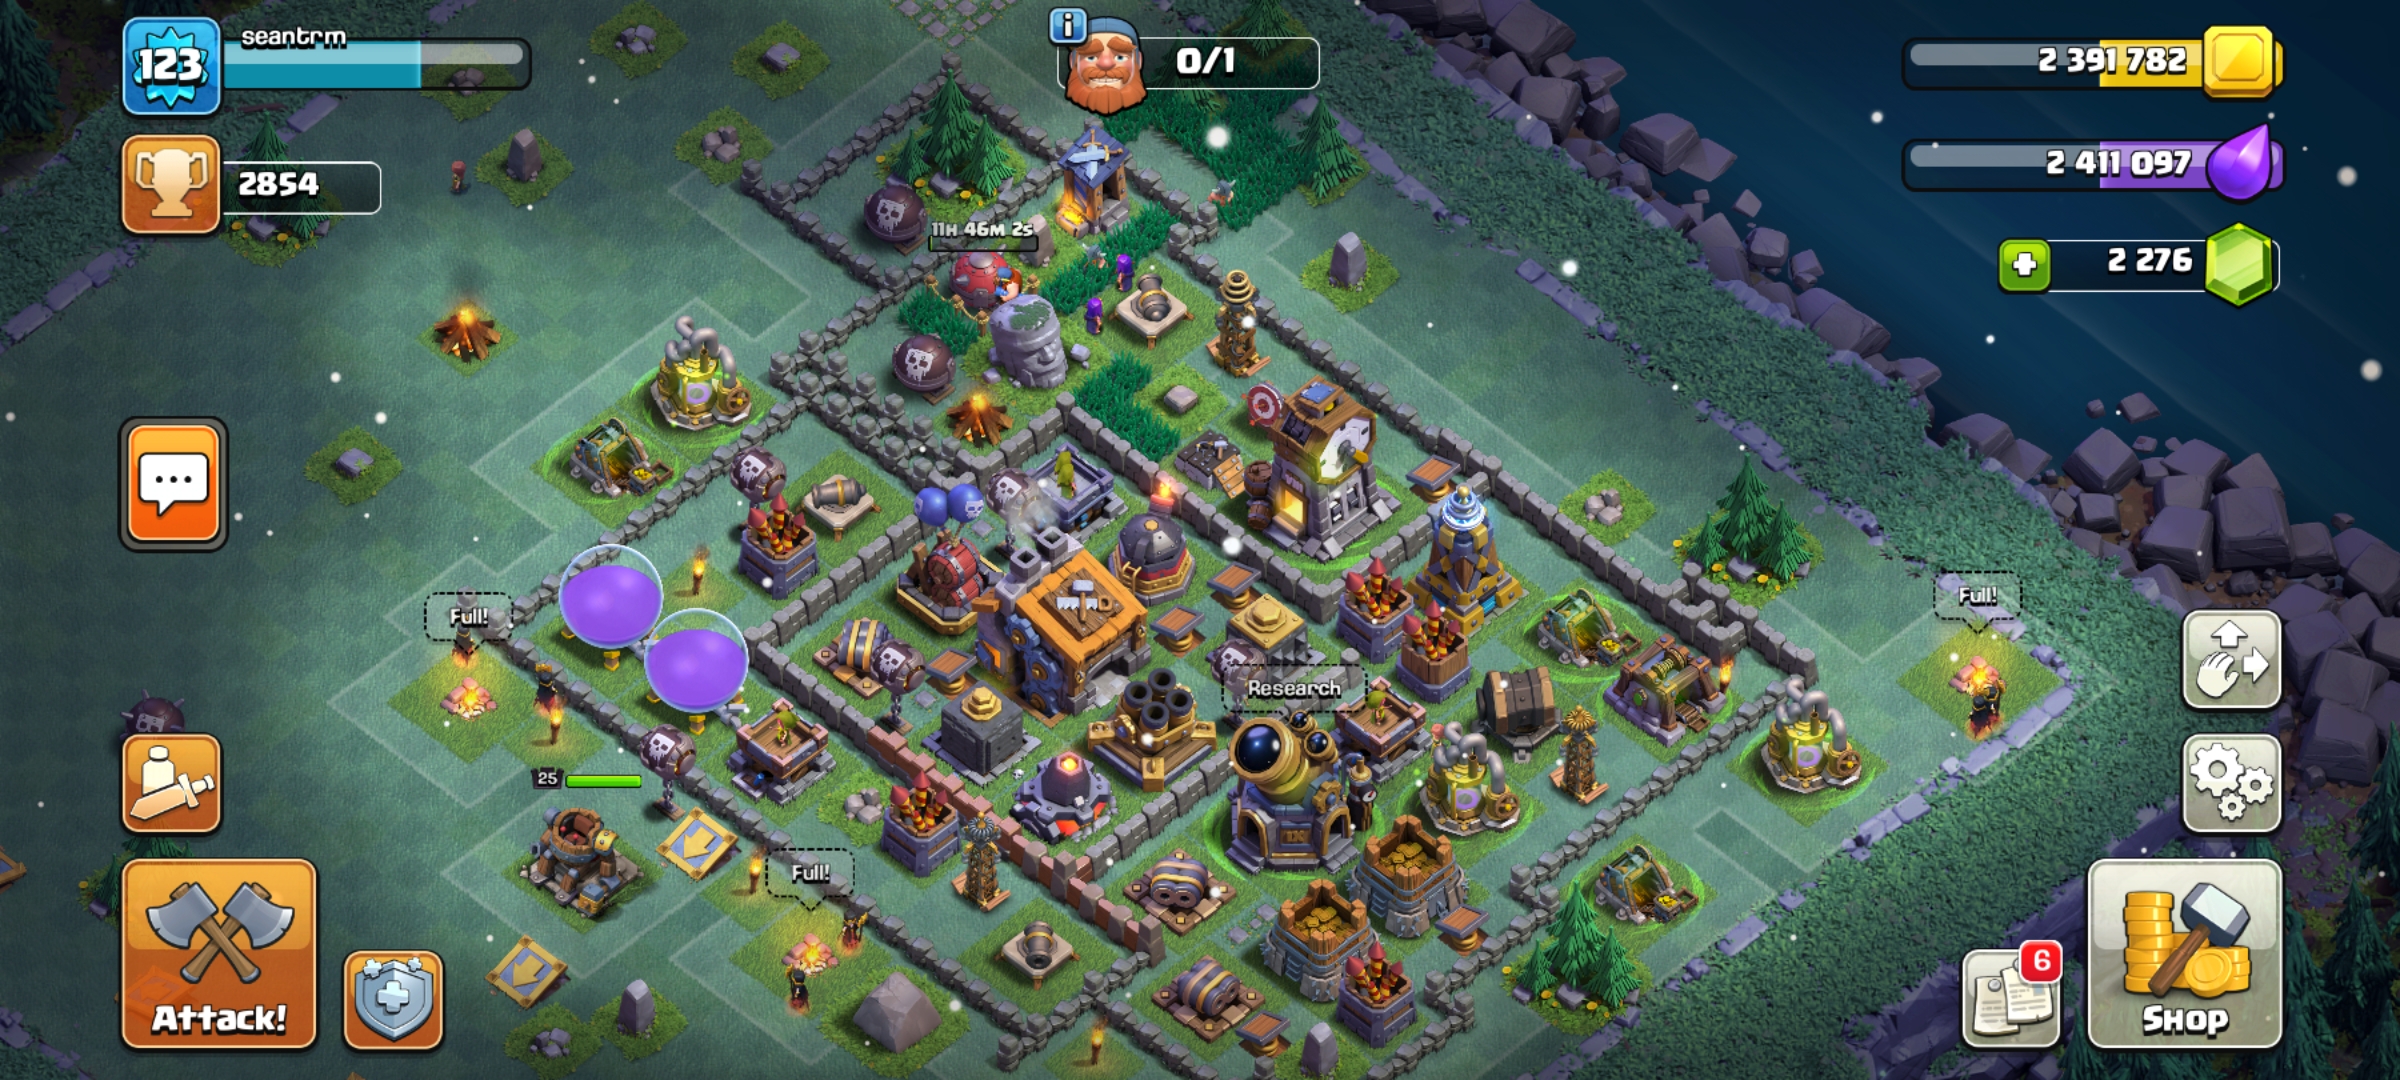 123
seantrm
i
0/1
2 391 782
2854
2 411 097
11H 46M 2S
2 276
Full!
Full!
Research
25
Full!
Attack!
6
Shop